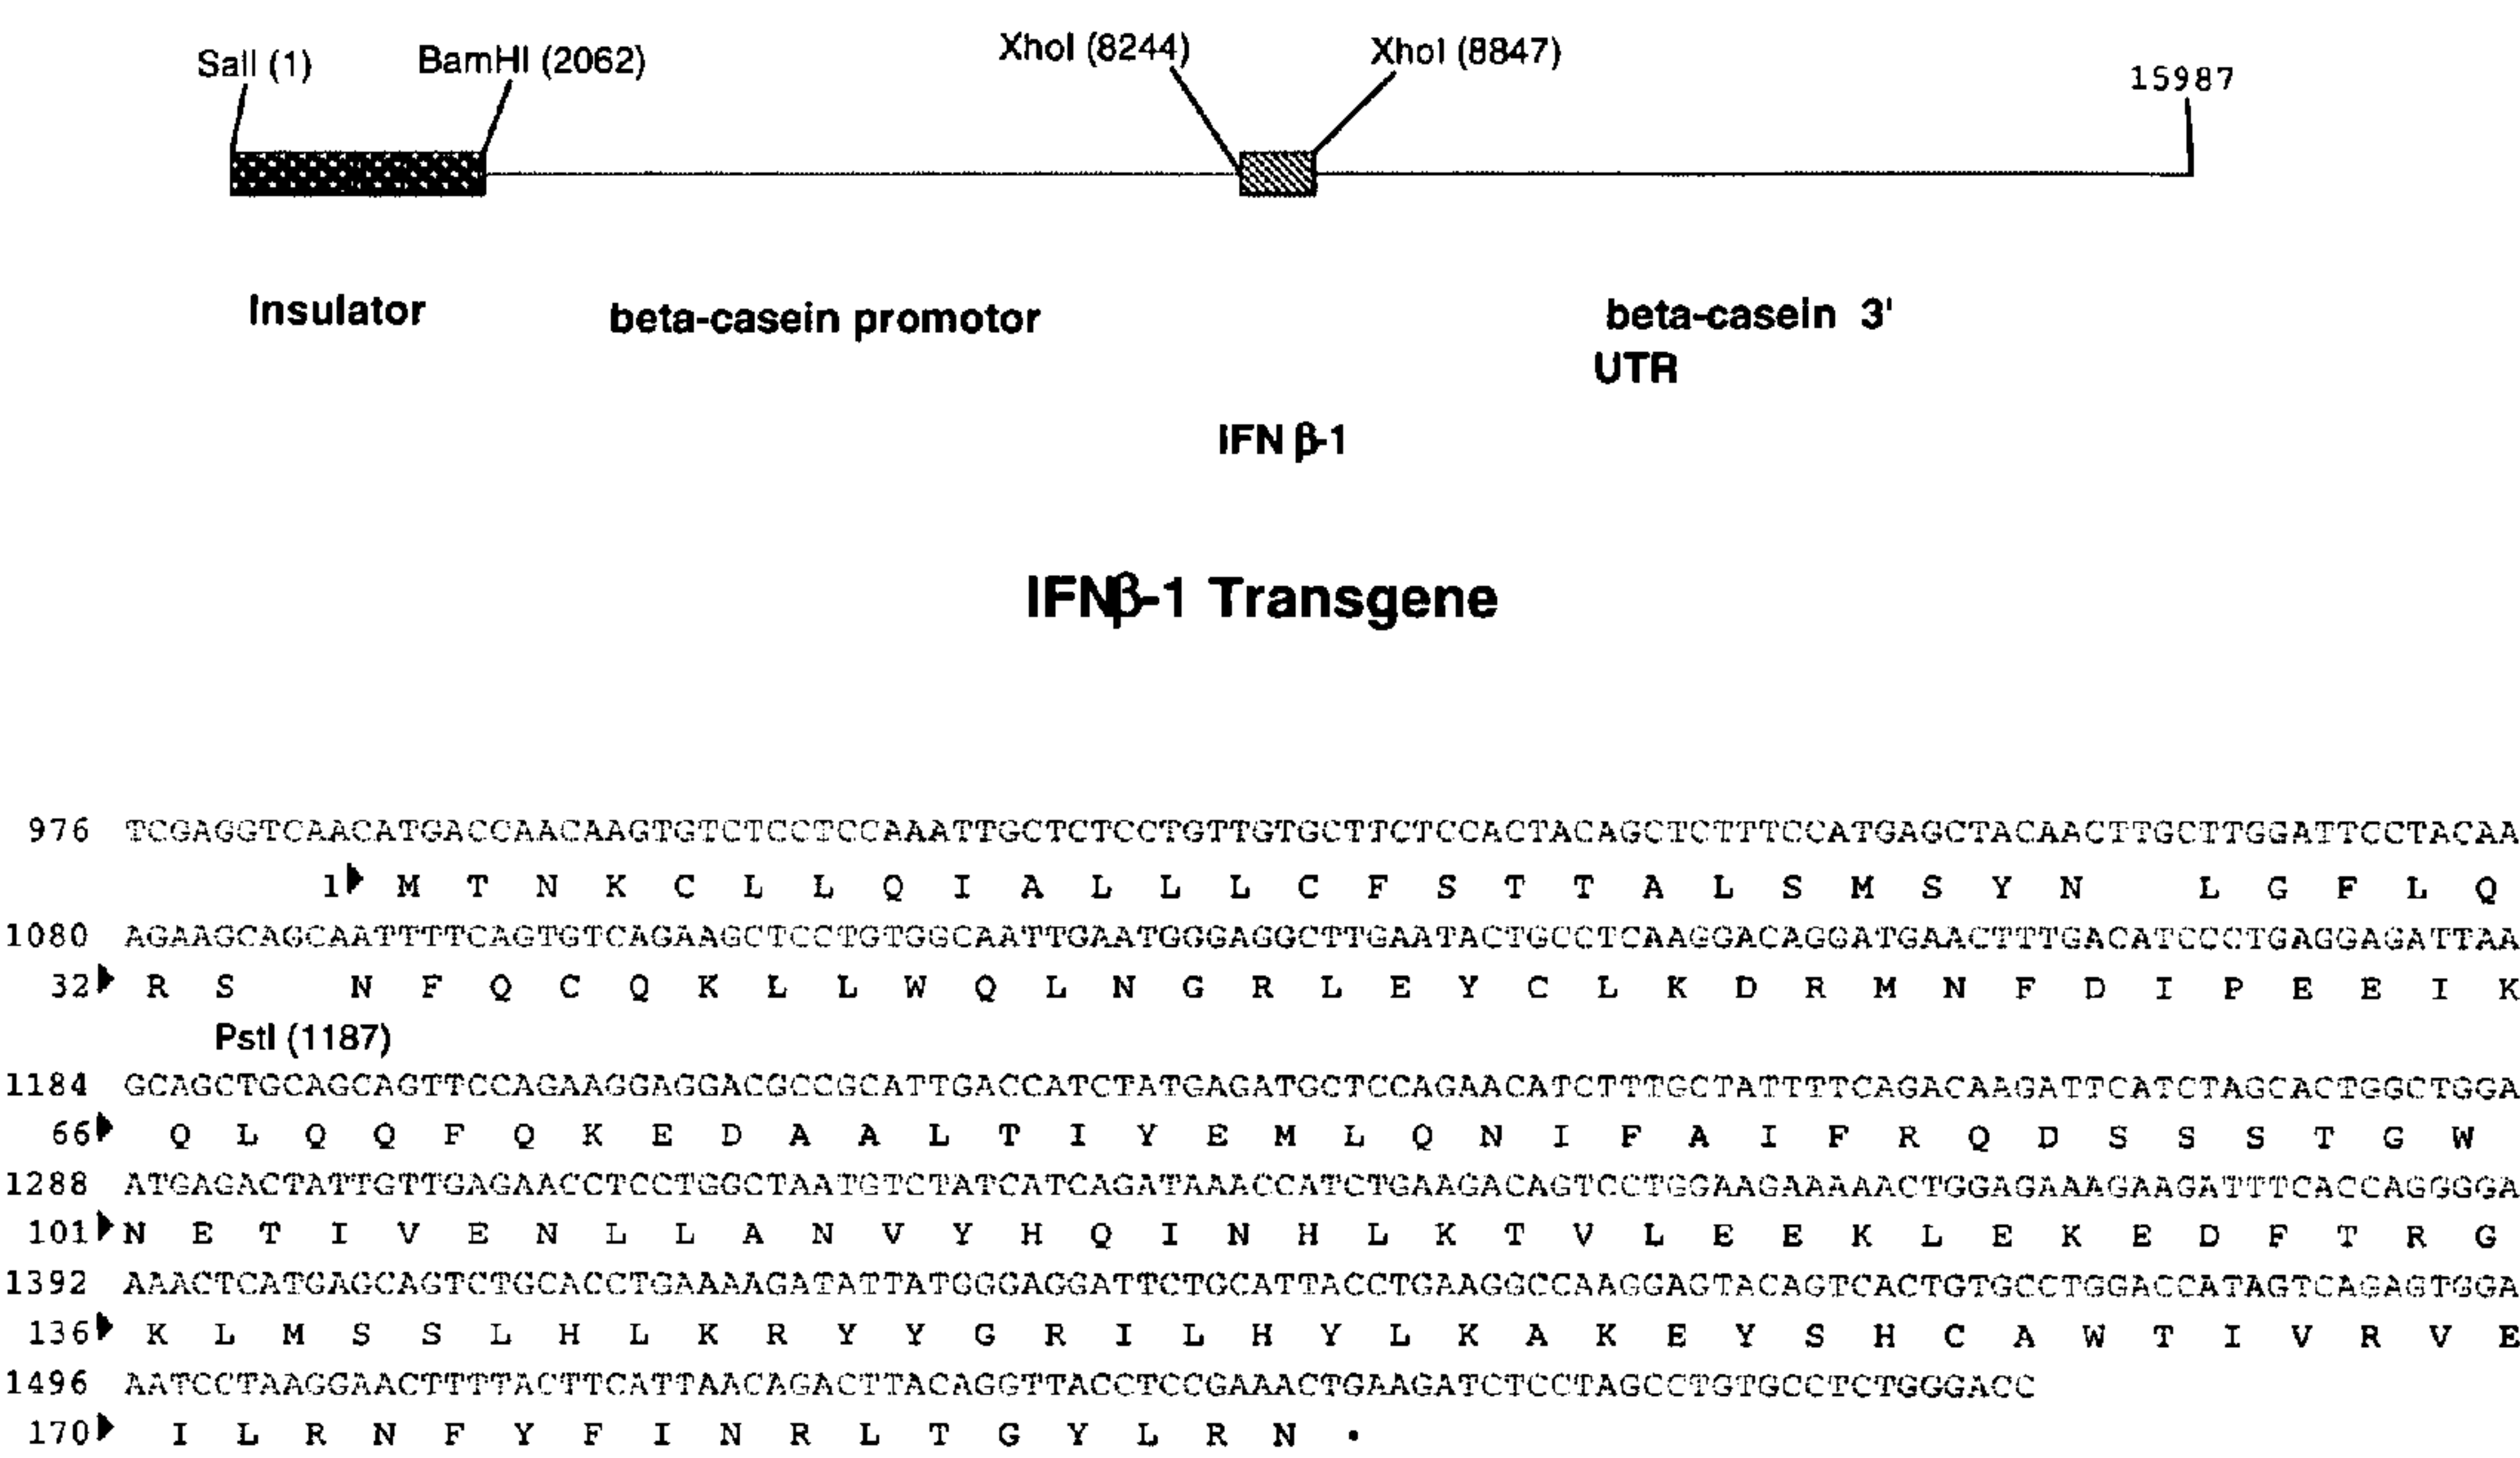 SalI (1)
BamHI (2062)
XhoI (8244)
XhoI (8847)
15987
Insulator
beta-casein promotor
beta-casein 3'
UTR
IFN β-1
IFNβ-1 Transgene
976 TCGAGGTCAACATGACCAACAAGTGTCTCCTCCAAATTGCTCTCCTGTTGTGCTTCTCCACTACAGCTCTTTCCATGAGCTACAACTTGCTTGGATTCCTACAA
1 M T N K C L L Q I A L L L C F S T T A L S M S Y N L G F L Q
1080 AGAAGCAGCAATTTTCAGTGTCAGAAGCTCCTGTGGCAATTGAATGGGAGGCTTGAATACTGCCTCAAGGACAGGATGAACTTTGACATCCCTGAGGAGATTAA
32 R S N F Q C Q K L L W Q L N G R L E Y C L K D R M N F D I P E E I K
PstI (1187)
1184 GCAGCTGCAGCAGTTCCAGAAGGAGGACGCCGCATTGACCATCTATGAGATGCTCCAGAACATCTTTGCTATTTTCAGACAAGATTCATCTAGCACTGGCTGGA
66 Q L Q Q F Q K E D A A L T I Y E M L Q N I F A I F R Q D S S S T G W
1288 ATGAGACTATTGTTGAGAACCTCCTGGCTAATGTCTATCATCAGATAAACCATCTGAAGACAGTCCTGGAAGAAAAACTGGAGAAAGAAGATTTCACCAGGGGA
101 N E T I V E N L L A N V Y H Q I N H L K T V L E E K L E K E D F T R G
1392 AAACTCATGAGCAGTCTGCACCTGAAAAGATATTATGGGAGGATTCTGCATTACCTGAAGGCCAAGGAGTACAGTCACTGTGCCTGGACCATAGTCAGAGTGGA
136 K L M S S L H L K R Y Y G R I L H Y L K A K E Y S H C A W T I V R V E
1496 AATCCTAAGGAACTTTTACTTCATTAACAGACTTACAGGTTACCTCCGAAACTGAAGATCTCCTAGCCTGTGCCTCTGGGACC
170 I L R N F Y F I N R L T G Y L R N •